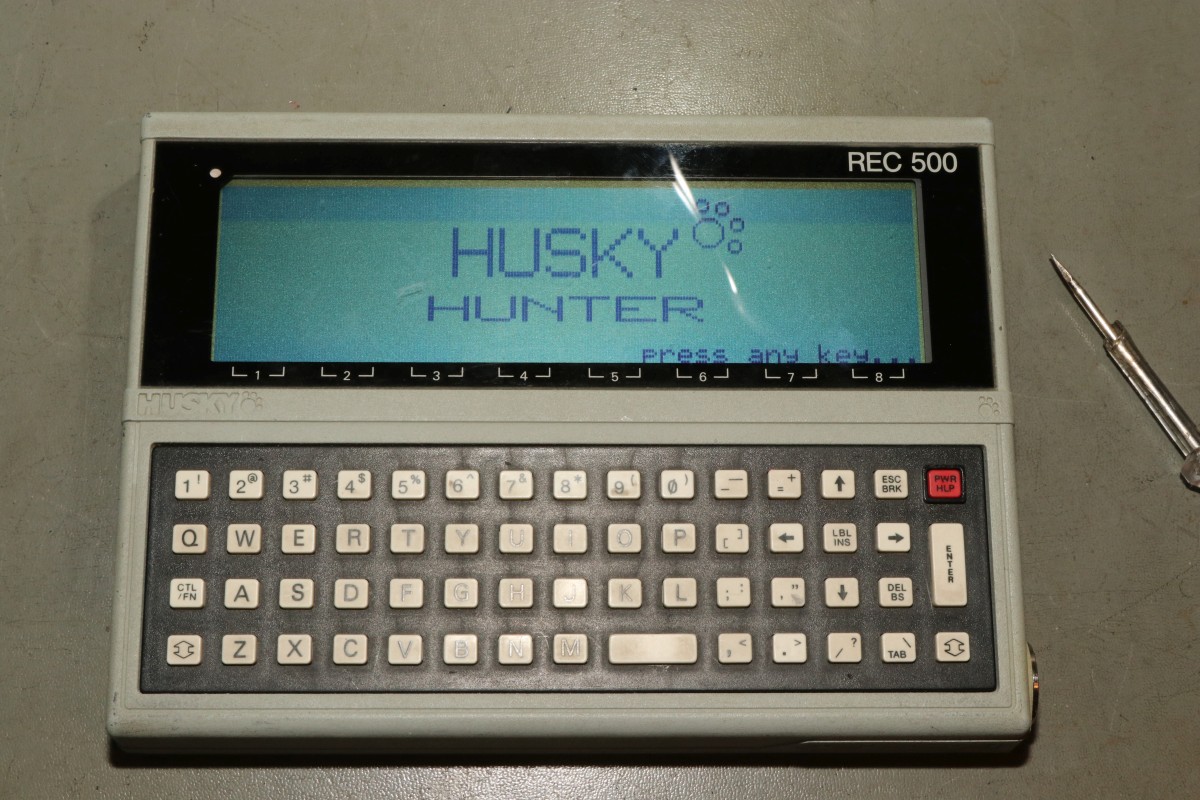 REC 500
HUSKY
HUNTER
press any key...
1 2 3 4 5 6 7 8
HUSKY
1 ! 2 @ 3 # 4 $ 5 % 6 ^ 7 & 8 * 9 ( 0 ) _ — = + ↑ ESC BRK PWR HLP
Q W E R T Y U I O P [ ] ← LBL INS → ENTER
CTL /FN A S D F G H J K L ; : , " ↓ DEL BS
Z X C V B N M , < . > / ? TAB \